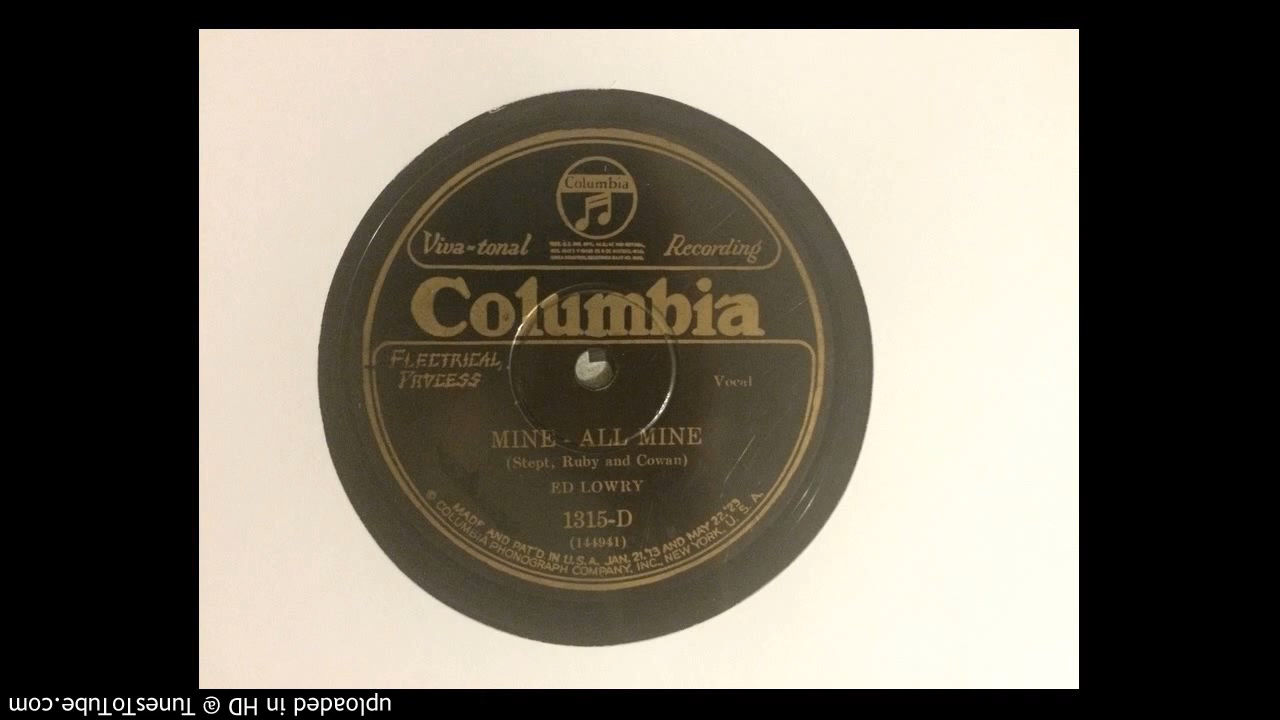 Columbia
Viva-tonal Recording
Columbia
ELECTRICAL
PROCESS
Vocal
MINE - ALL MINE
(Stept, Ruby and Cowan)
ED LOWRY
1315-D
(144941)
MADE AND PAT'D IN U.S.A. JAN. 21,'13 AND MAY 22,'23
© COLUMBIA PHONOGRAPH COMPANY, INC., NEW YORK, U.S.A.
uploaded in HD @ TunesToTube.com